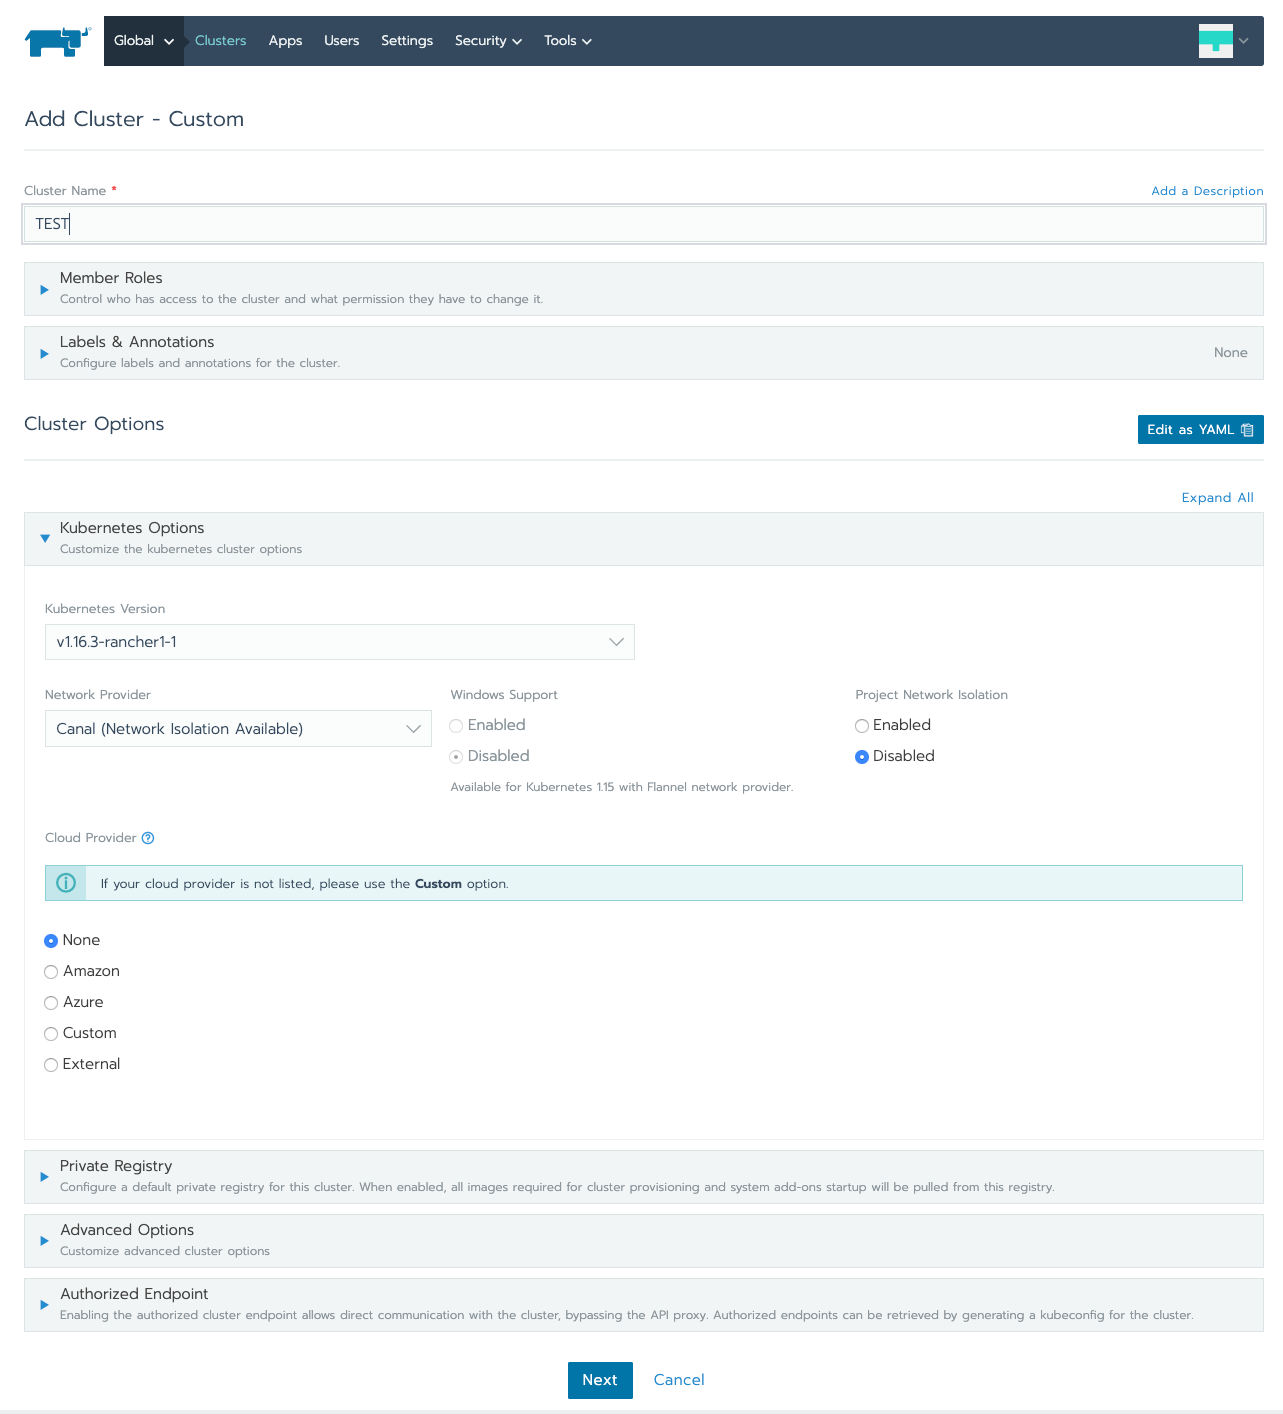 Global Clusters Apps Users Settings Security Tools
Add Cluster - Custom
Cluster Name *
Add a Description
TEST
Member Roles
Control who has access to the cluster and what permission they have to change it.
Labels & Annotations
Configure labels and annotations for the cluster.
None
Cluster Options
Edit as YAML
Expand All
Kubernetes Options
Customize the kubernetes cluster options
Kubernetes Version
v1.16.3-rancher1-1
Network Provider
Canal (Network Isolation Available)
Windows Support
Enabled
Disabled
Available for Kubernetes 1.15 with Flannel network provider.
Project Network Isolation
Enabled
Disabled
Cloud Provider
If your cloud provider is not listed, please use the Custom option.
None
Amazon
Azure
Custom
External
Private Registry
Configure a default private registry for this cluster. When enabled, all images required for cluster provisioning and system add-ons startup will be pulled from this registry.
Advanced Options
Customize advanced cluster options
Authorized Endpoint
Enabling the authorized cluster endpoint allows direct communication with the cluster, bypassing the API proxy. Authorized endpoints can be retrieved by generating a kubeconfig for the cluster.
Next
Cancel